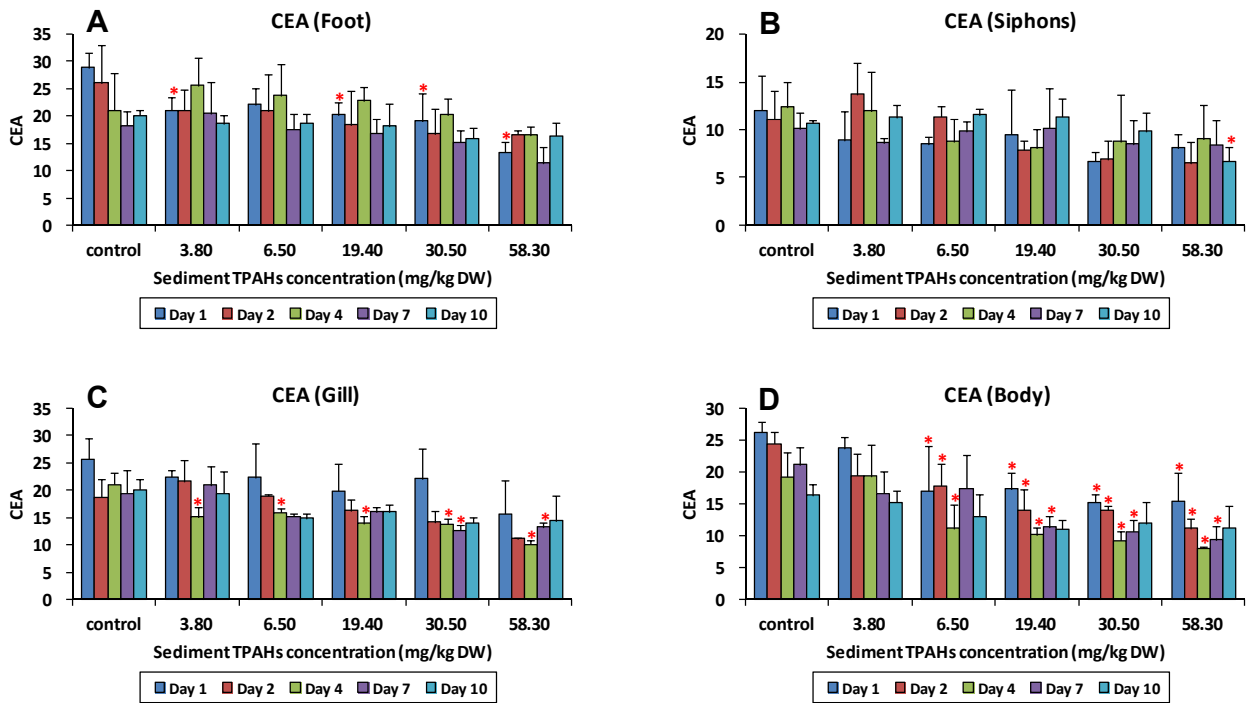 A
CEA (Foot)
35
30
25
20
15
10
5
0
CEA
*
*
*
*
control 3.80 6.50 19.40 30.50 58.30
Sediment TPAHs concentration (mg/kg DW)
Day 1 Day 2 Day 4 Day 7 Day 10
B
CEA (Siphons)
20
15
10
5
0
*
control 3.80 6.50 19.40 30.50 58.30
Sediment TPAHs concentration (mg/kg DW)
Day 1 Day 2 Day 4 Day 7 Day 10
C
CEA (Gill)
35
30
25
20
15
10
5
0
* * * * * * *
control 3.80 6.50 19.40 30.50 58.30
Sediment TPAHs concentration (mg/kg DW)
Day 1 Day 2 Day 4 Day 7 Day 10
D
CEA (Body)
30
25
20
15
10
5
0
* * * * * * * * * * * * * * *
control 3.80 6.50 19.40 30.50 58.30
Sediment TPAHs concentration (mg/kg DW)
Day 1 Day 2 Day 4 Day 7 Day 10